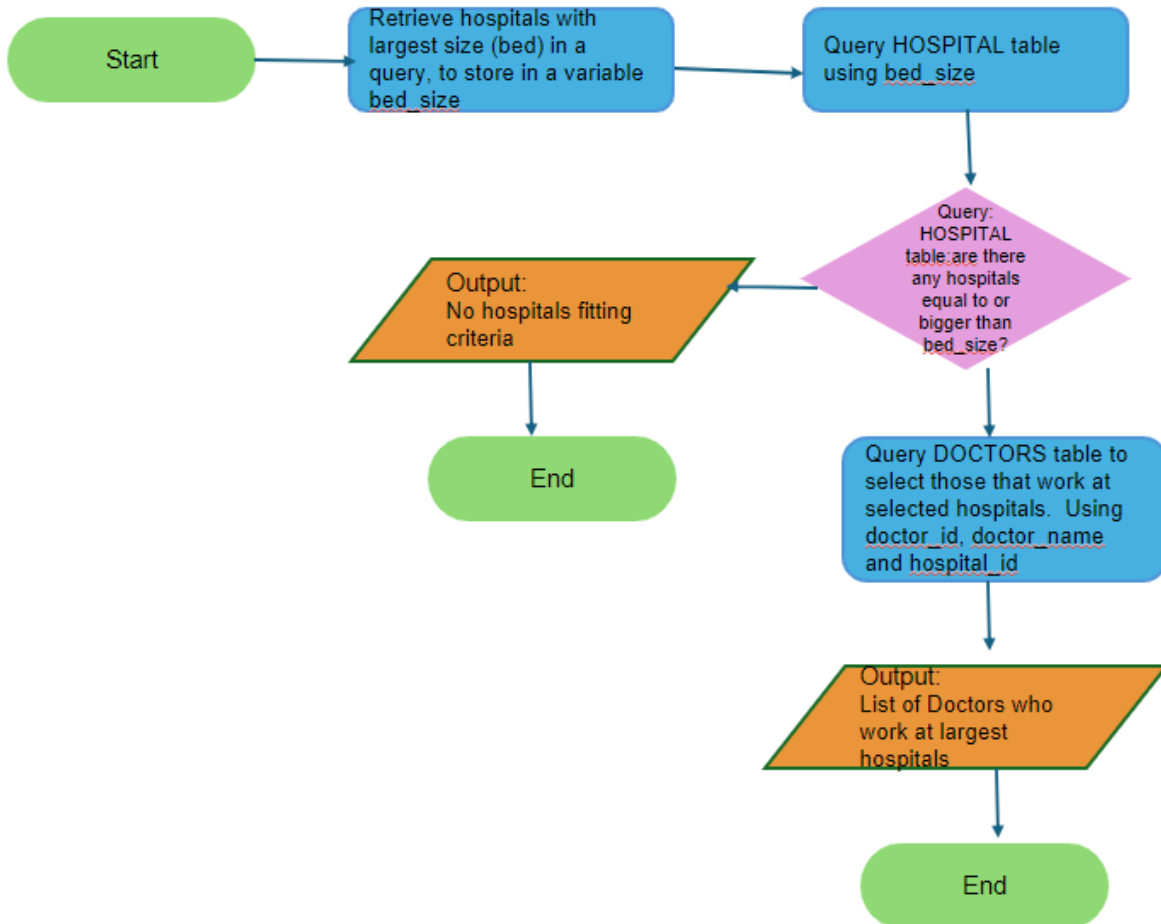 Start
Retrieve hospitals with
largest size (bed) in a
query, to store in a variable
bed_size
Query HOSPITAL table
using bed_size
Query:
HOSPITAL
table:are there
any hospitals
equal to or
bigger than
bed_size?
Output:
No hospitals fitting
criteria
End
Query DOCTORS table to
select those that work at
selected hospitals.  Using
doctor_id, doctor_name
and hospital_id
Output:
List of Doctors who
work at largest
hospitals
End